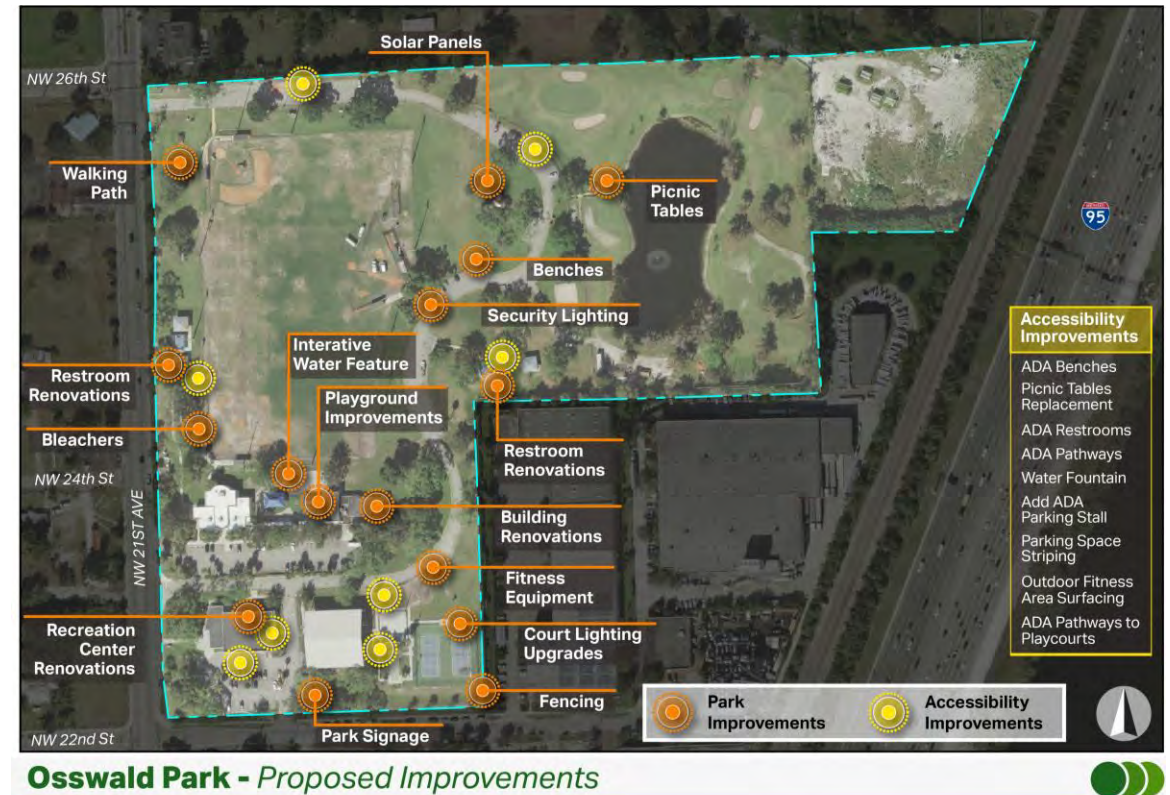 Solar Panels
NW 26th St
Walking
Path
Picnic
Tables
INTERSTATE
95
Benches
Security Lighting
Interative
Water Feature
Restroom
Renovations
Playground
Improvements
Bleachers
Restroom
Renovations
NW 24th St
NW 21ST AVE
Building
Renovations
Fitness
Equipment
Recreation
Center
Renovations
Court Lighting
Upgrades
Fencing
Park Signage
NW 22nd St
Accessibility
Improvements
ADA Benches
Picnic Tables
Replacement
ADA Restrooms
ADA Pathways
Water Fountain
Add ADA
Parking Stall
Parking Space
Striping
Outdoor Fitness
Area Surfacing
ADA Pathways to
Playcourts
Park
Improvements
Accessibility
Improvements
Osswald Park - Proposed Improvements